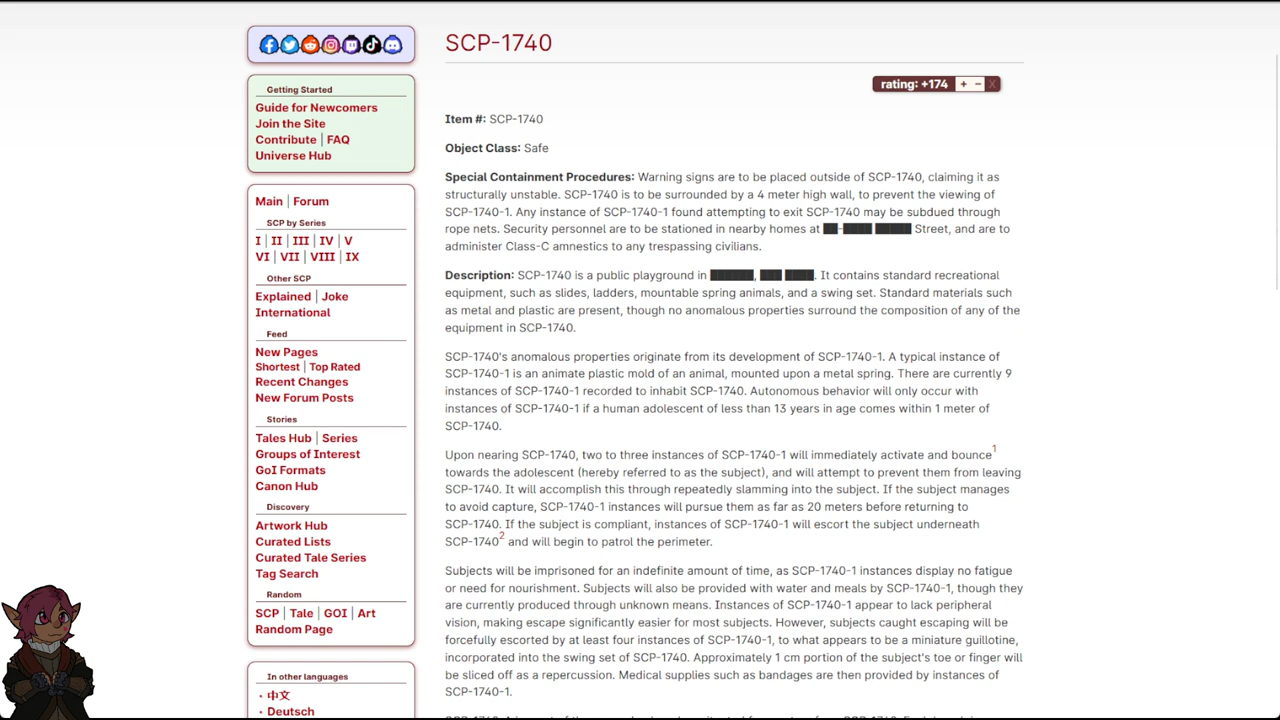 SCP-1740
rating: +174 + − X
Getting Started
Guide for Newcomers
Join the Site
Contribute | FAQ
Universe Hub
Main | Forum
SCP by Series
I | II | III | IV | V
VI | VII | VIII | IX
Other SCP
Explained | Joke
International
Feed
New Pages
Shortest | Top Rated
Recent Changes
New Forum Posts
Stories
Tales Hub | Series
Groups of Interest
GoI Formats
Canon Hub
Discovery
Artwork Hub
Curated Lists
Curated Tale Series
Tag Search
Random
SCP | Tale | GOI | Art
Random Page
In other languages
中文
Deutsch
Item #: SCP-1740
Object Class: Safe
Special Containment Procedures: Warning signs are to be placed outside of SCP-1740, claiming it as
structurally unstable. SCP-1740 is to be surrounded by a 4 meter high wall, to prevent the viewing of
SCP-1740-1. Any instance of SCP-1740-1 found attempting to exit SCP-1740 may be subdued through
rope nets. Security personnel are to be stationed in nearby homes at ██-████ █████ Street, and are to
administer Class-C amnestics to any trespassing civilians.
Description: SCP-1740 is a public playground in ██████, ███ ████. It contains standard recreational
equipment, such as slides, ladders, mountable spring animals, and a swing set. Standard materials such
as metal and plastic are present, though no anomalous properties surround the composition of any of the
equipment in SCP-1740.
SCP-1740's anomalous properties originate from its development of SCP-1740-1. A typical instance of
SCP-1740-1 is an animate plastic mold of an animal, mounted upon a metal spring. There are currently 9
instances of SCP-1740-1 recorded to inhabit SCP-1740. Autonomous behavior will only occur with
instances of SCP-1740-1 if a human adolescent of less than 13 years in age comes within 1 meter of
SCP-1740.
Upon nearing SCP-1740, two to three instances of SCP-1740-1 will immediately activate and bounce1
towards the adolescent (hereby referred to as the subject), and will attempt to prevent them from leaving
SCP-1740. It will accomplish this through repeatedly slamming into the subject. If the subject manages
to avoid capture, SCP-1740-1 instances will pursue them as far as 20 meters before returning to
SCP-1740. If the subject is compliant, instances of SCP-1740-1 will escort the subject underneath
SCP-17402 and will begin to patrol the perimeter.
Subjects will be imprisoned for an indefinite amount of time, as SCP-1740-1 instances display no fatigue
or need for nourishment. Subjects will also be provided with water and meals by SCP-1740-1, though they
are currently produced through unknown means. Instances of SCP-1740-1 appear to lack peripheral
vision, making escape significantly easier for most subjects. However, subjects caught escaping will be
forcefully escorted by at least four instances of SCP-1740-1, to what appears to be a miniature guillotine,
incorporated into the swing set of SCP-1740. Approximately 1 cm portion of the subject's toe or finger will
be sliced off as a repercussion. Medical supplies such as bandages are then provided by instances of
SCP-1740-1.